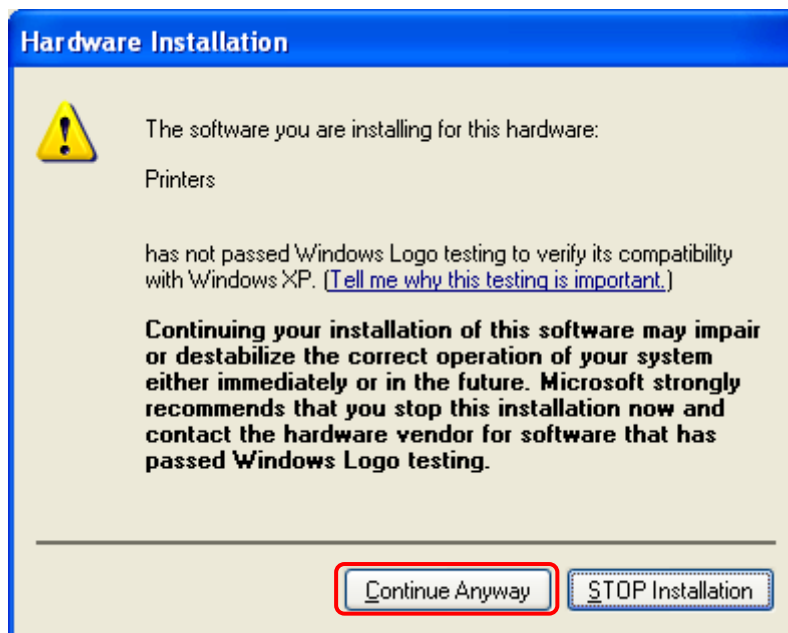 Hardware Installation
The software you are installing for this hardware:
Printers
has not passed Windows Logo testing to verify its compatibility
with Windows XP. (Tell me why this testing is important.)
Continuing your installation of this software may impair
or destabilize the correct operation of your system
either immediately or in the future. Microsoft strongly
recommends that you stop this installation now and
contact the hardware vendor for software that has
passed Windows Logo testing.
Continue Anyway STOP Installation